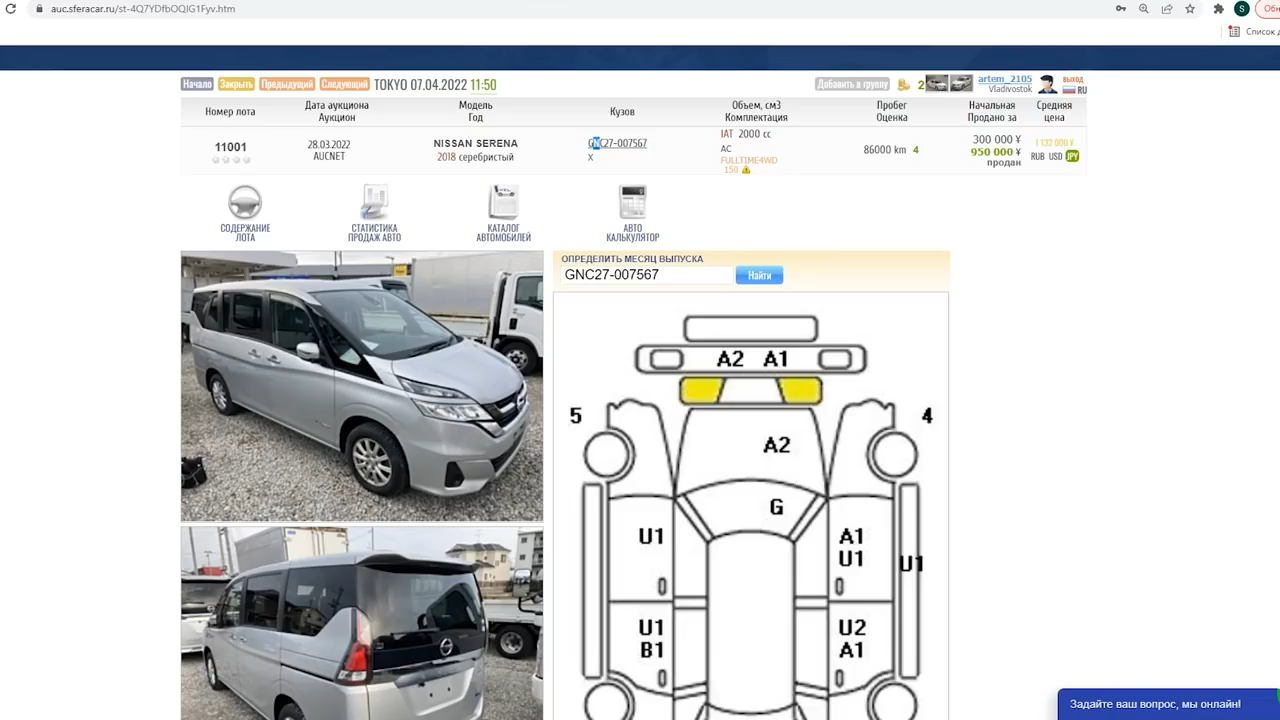 auc.sferacar.ru/st-4Q7YDfbOQIG1Fyv.htm
S
Список д
Начало Закрыть Предыдущий Следующий TOKYO 07.04.2022 11:50
Добавить в группу 2 artem_2105 Vladivostok выход RU
Номер лота
Дата аукциона
Аукцион
Модель
Год
Кузов
Объем, см3
Комплектация
Пробег
Оценка
Начальная
Продано за
Средняя
цена
11001
28.03.2022
AUCNET
NISSAN SERENA
2018 серебристый
GNC27-007567
X
IAT 2000 cc
AC
FULLTIME4WD
150
86000 km 4
300 000 ¥
950 000 ¥
продан
1 132 000 ¥
RUB USD JPY
СОДЕРЖАНИЕ
ЛОТА
СТАТИСТИКА
ПРОДАЖ АВТО
КАТАЛОГ
АВТОМОБИЛЕЙ
АВТО
КАЛЬКУЛЯТОР
ОПРЕДЕЛИТЬ МЕСЯЦ ВЫПУСКА
GNC27-007567 Найти
A2 A1
5 4
A2
G
U1 A1
U1 U1
U1 U2
B1 A1
Задайте ваш вопрос, мы онлайн!